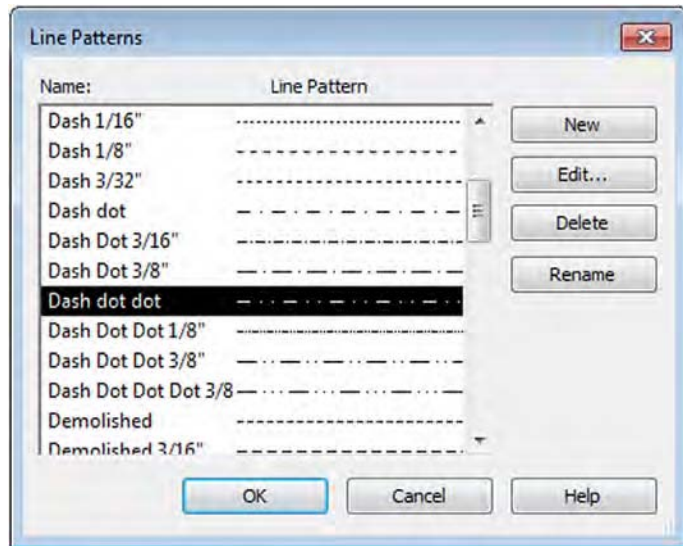 Line Patterns
Name: Line Pattern
Dash 1/16"
Dash 1/8"
Dash 3/32"
Dash dot
Dash Dot 3/16"
Dash Dot 3/8"
Dash dot dot
Dash Dot Dot 1/8"
Dash Dot Dot 3/8"
Dash Dot Dot Dot 3/8
Demolished
Demolished 3/16"
New
Edit...
Delete
Rename
OK Cancel Help